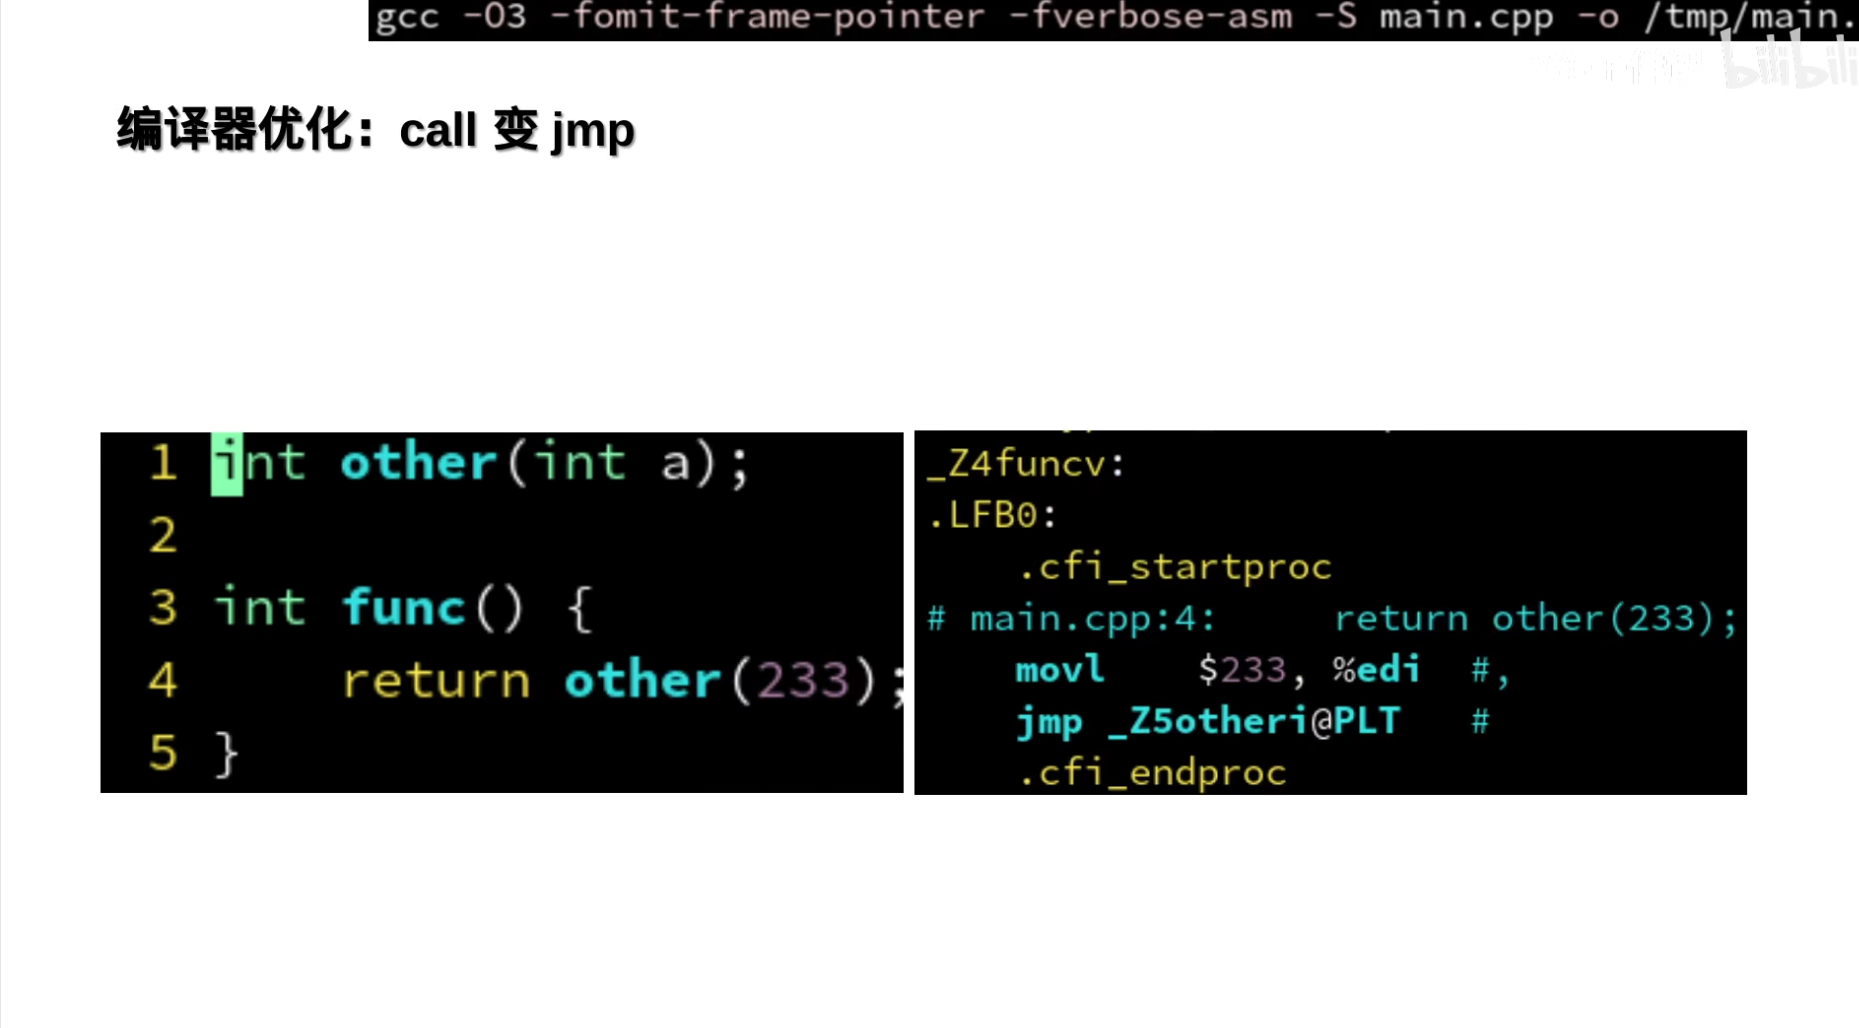 gcc -O3 -fomit-frame-pointer -fverbose-asm -S main.cpp -o /tmp/main.
bilibili
编译器优化：call 变 jmp
1 int other(int a);
2
3 int func() {
4     return other(233);
5 }
_Z4funcv:
.LFB0:
    .cfi_startproc
# main.cpp:4:     return other(233);
    movl    $233, %edi  #,
    jmp _Z5otheri@PLT   #
    .cfi_endproc